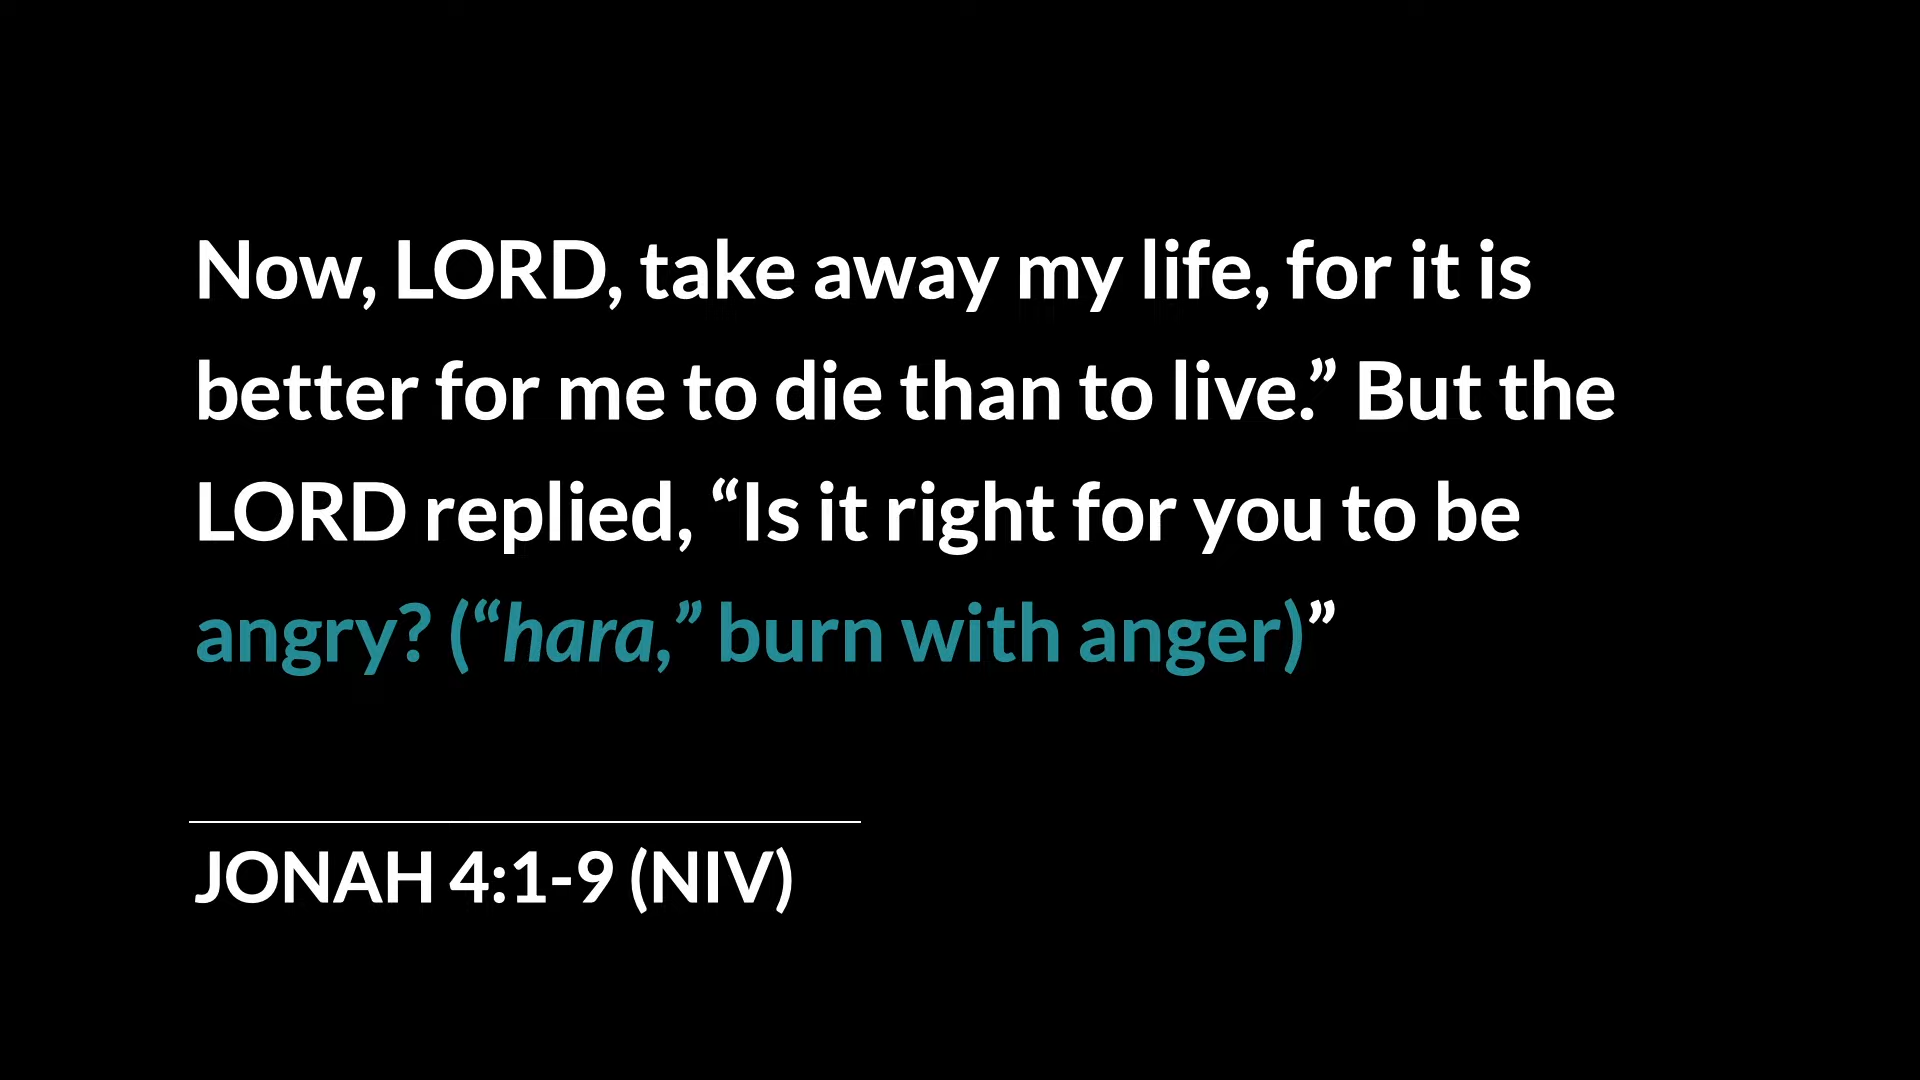 Now, LORD, take away my life, for it is
better for me to die than to live.” But the
LORD replied, “Is it right for you to be
angry? (“hara,” burn with anger)”
JONAH 4:1-9 (NIV)